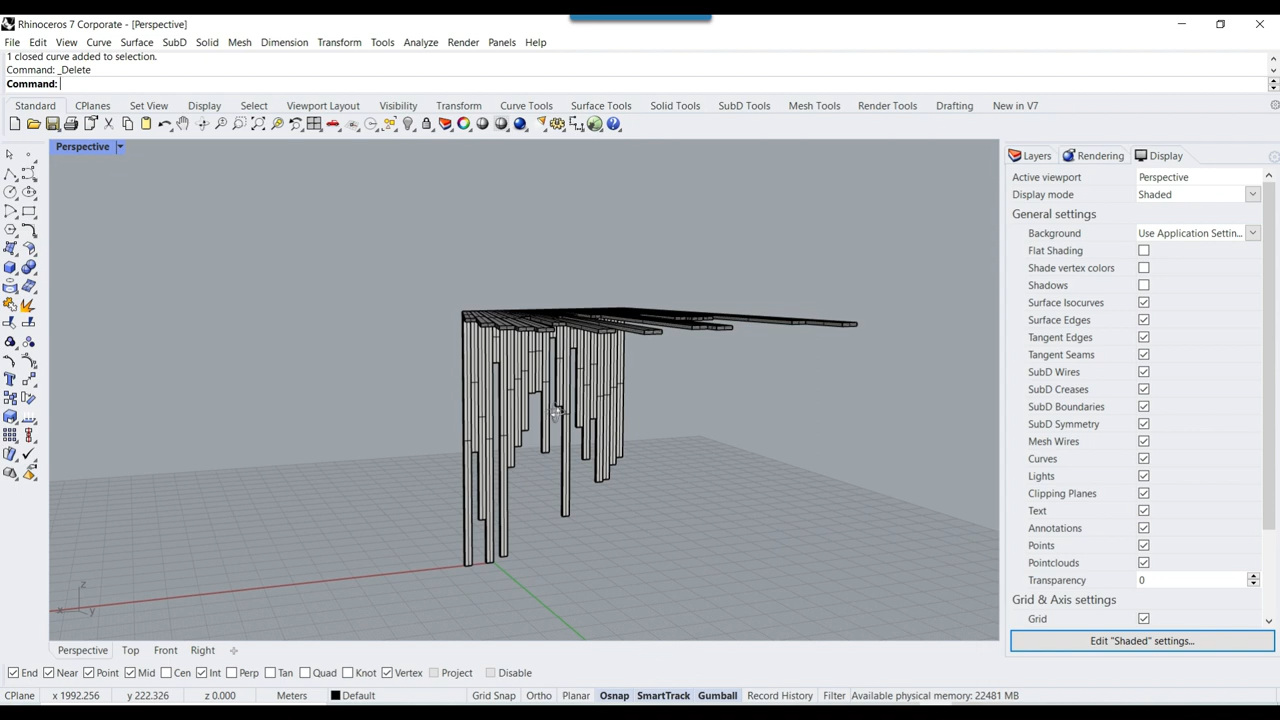 Rhinoceros 7 Corporate - [Perspective]
File Edit View Curve Surface SubD Solid Mesh Dimension Transform Tools Analyze Render Panels Help
1 closed curve added to selection.
Command: _Delete
Command:
Standard CPlanes Set View Display Select Viewport Layout Visibility Transform Curve Tools Surface Tools Solid Tools SubD Tools Mesh Tools Render Tools Drafting New in V7
Perspective
Layers Rendering Display
Active viewport Perspective
Display mode Shaded
General settings
Background Use Application Settin...
Flat Shading
Shade vertex colors
Shadows
Surface Isocurves
Surface Edges
Tangent Edges
Tangent Seams
SubD Wires
SubD Creases
SubD Boundaries
SubD Symmetry
Mesh Wires
Curves
Lights
Clipping Planes
Text
Annotations
Points
Pointclouds
Transparency 0
Grid & Axis settings
Grid
Edit "Shaded" settings...
z
x y
Perspective Top Front Right
End Near Point Mid Cen Int Perp Tan Quad Knot Vertex Project Disable
CPlane x 1992.256 y 222.326 z 0.000 Meters Default Grid Snap Ortho Planar Osnap SmartTrack Gumball Record History Filter Available physical memory: 22481 MB